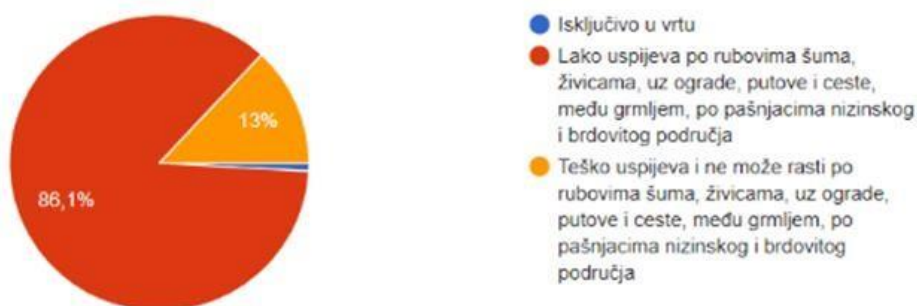 13%
86,1%
Isključivo u vrtu
Lako uspijeva po rubovima šuma,
živicama, uz ograde, putove i ceste,
među grmljem, po pašnjacima nizinskog
i brdovitog područja
Teško uspijeva i ne može rasti po
rubovima šuma, živicama, uz ograde,
putove i ceste, među grmljem, po
pašnjacima nizinskog i brdovitog
područja